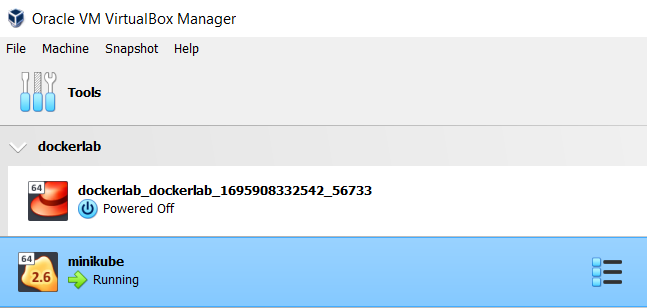 Oracle VM VirtualBox Manager
File Machine Snapshot Help
Tools
dockerlab
64
dockerlab_dockerlab_1695908332542_56733
Powered Off
64
2.6
minikube
Running